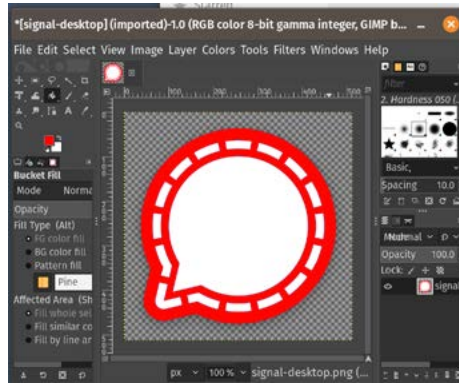 *[signal-desktop] (imported)-1.0 (RGB color 8-bit gamma integer, GIMP b...
File Edit Select View Image Layer Colors Tools Filters Windows Help
filter
2. Hardness 050 (
Basic,
Spacing 10.0
Bucket Fill
Mode Norma
Opacity
Fill Type (Alt)
FG color fill
BG color fill
Pattern fill
Pine
Affected Area (Sh
Fill whole sel
Fill similar co
Fill by line ar
Mode Normal
Opacity 100.0
Lock:
signal
px 100 % signal-desktop.png (...